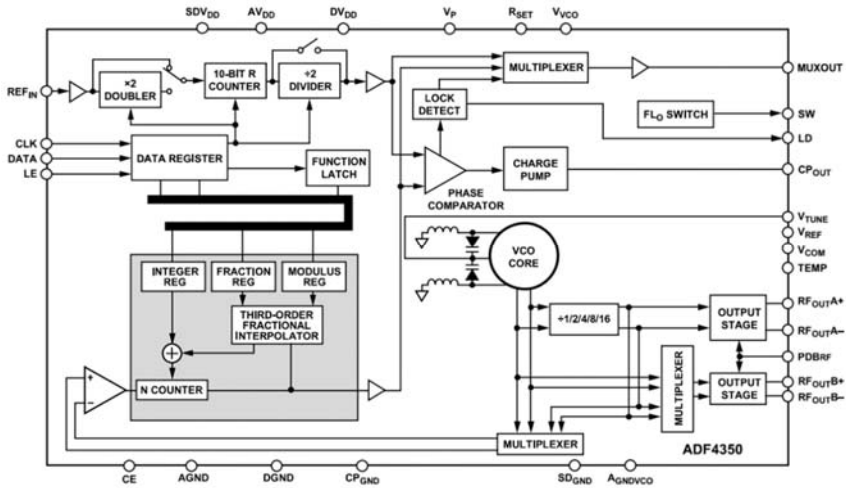 SDVDD AVDD DVDD VP RSET VVCO
REFIN
×2
DOUBLER
10-BIT R
COUNTER
÷2
DIVIDER
MULTIPLEXER
MUXOUT
LOCK
DETECT
FLO SWITCH
SW
LD
CLK
DATA
LE
DATA REGISTER
FUNCTION
LATCH
PHASE
COMPARATOR
CHARGE
PUMP
CPOUT
VTUNE
VREF
VCOM
TEMP
VCO
CORE
INTEGER
REG
FRACTION
REG
MODULUS
REG
THIRD-ORDER
FRACTIONAL
INTERPOLATOR
+
−
N COUNTER
÷1/2/4/8/16
OUTPUT
STAGE
RFOUTA+
RFOUTA−
PDBRF
MULTIPLEXER
OUTPUT
STAGE
RFOUTB+
RFOUTB−
MULTIPLEXER
ADF4350
CE AGND DGND CPGND SDGND AGNDVCO